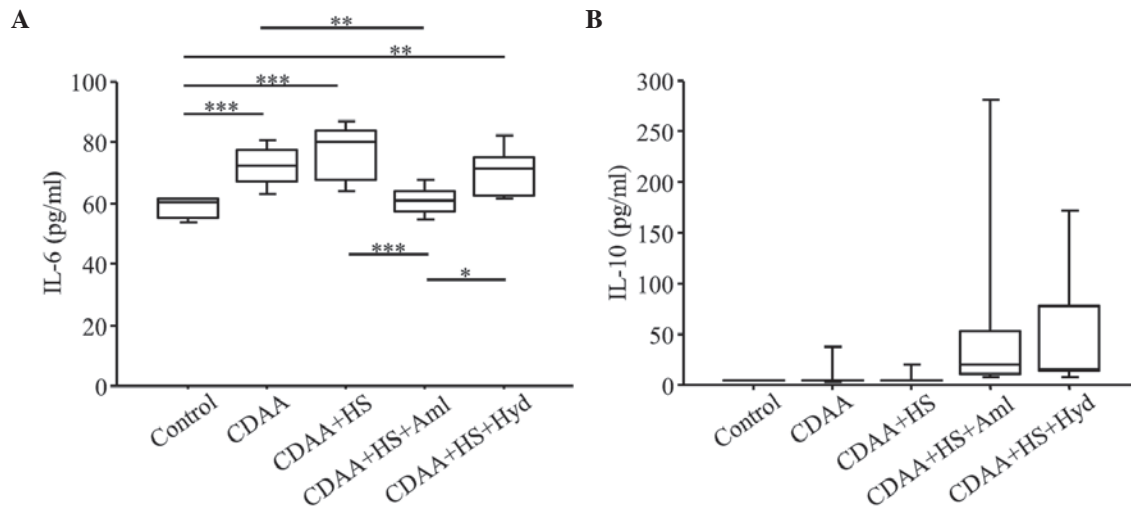 A
**
**
***
***
***
*
100
80
60
40
20
0
IL-6 (pg/ml)
Control
CDAA
CDAA+HS
CDAA+HS+Aml
CDAA+HS+Hyd
B
300
250
200
150
100
50
0
IL-10 (pg/ml)
Control
CDAA
CDAA+HS
CDAA+HS+Aml
CDAA+HS+Hyd